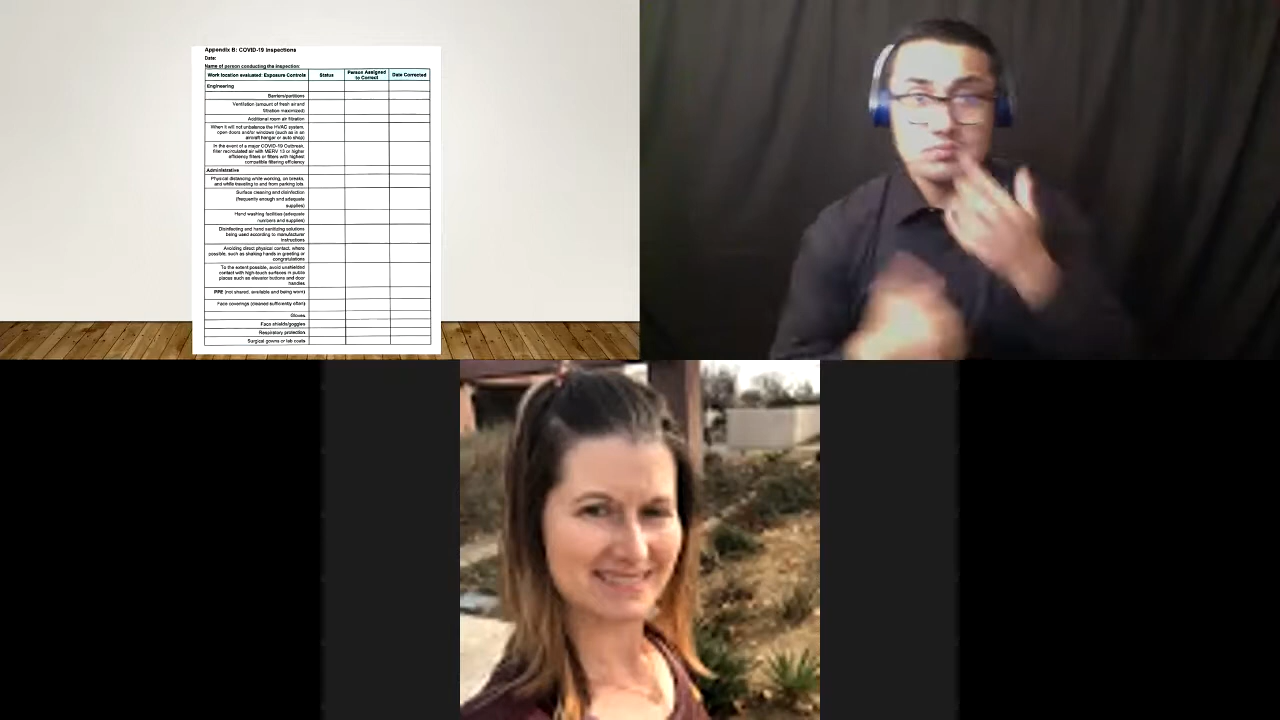 Appendix B: COVID-19 Inspections
Date:
Name of person conducting the inspection:
Work location evaluated: Exposure Controls Status Person Assigned to Correct Date Corrected
Engineering
Barriers/partitions
Ventilation (amount of fresh air and
filtration maximized)
Additional room air filtration
When it will not unbalance the HVAC system,
open doors and/or windows (such as in an
aircraft hanger or auto shop)
In the event of a major COVID-19 Outbreak,
filter recirculated air with MERV 13 or higher
efficiency filters or filters with highest
compatible filtering efficiency
Administrative
Physical distancing while working, on breaks,
and while traveling to and from parking lots
Surface cleaning and disinfection
(frequently enough and adequate
supplies)
Hand washing facilities (adequate
numbers and supplies)
Disinfecting and hand sanitizing solutions
being used according to manufacturer
instructions
Avoiding direct physical contact, where
possible, such as shaking hands in greeting or
congratulations
To the extent possible, avoid unshielded
contact with high-touch surfaces in public
places such as elevator buttons and door
handles
PPE (not shared, available and being worn)
Face coverings (cleaned sufficiently often)
Gloves
Face shields/goggles
Respiratory protection
Surgical gowns or lab coats